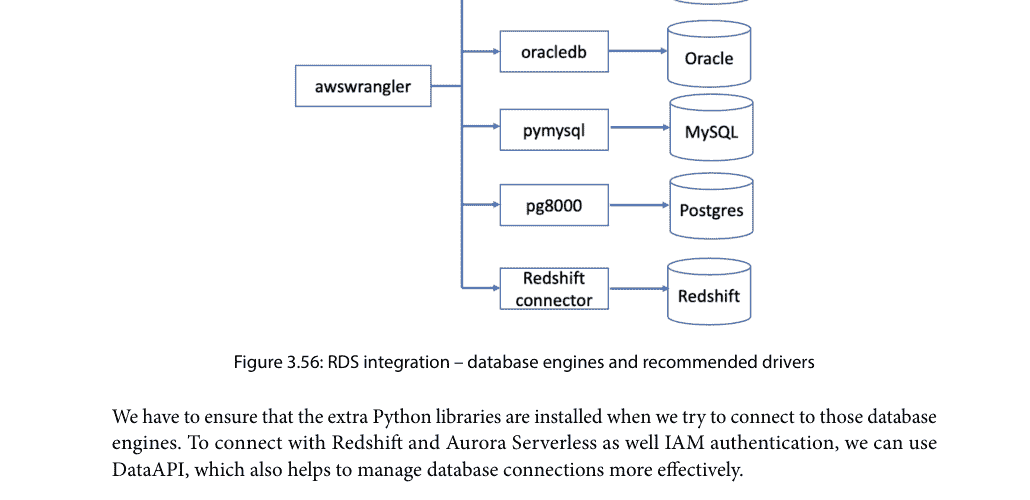 oracledb
Oracle
awswrangler
pymysql
MySQL
pg8000
Postgres
Redshift
connector
Redshift
Figure 3.56: RDS integration – database engines and recommended drivers
We have to ensure that the extra Python libraries are installed when we try to connect to those database
engines. To connect with Redshift and Aurora Serverless as well IAM authentication, we can use
DataAPI, which also helps to manage database connections more effectively.